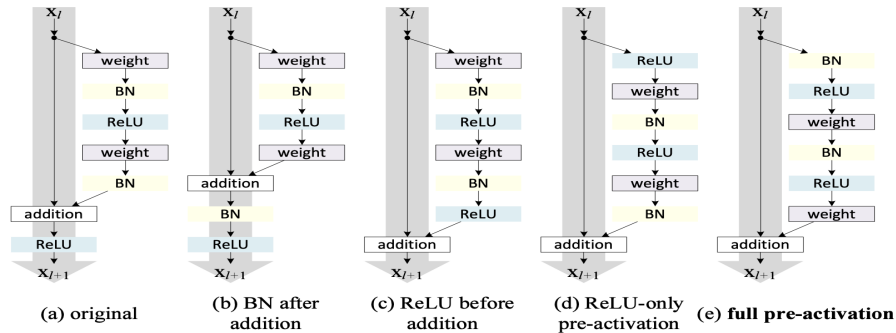 x_l
weight
BN
ReLU
weight
BN
addition
ReLU
x_{l+1}
(a) original
x_l
weight
BN
ReLU
weight
addition
BN
ReLU
x_{l+1}
(b) BN after
addition
x_l
weight
BN
ReLU
weight
BN
ReLU
addition
x_{l+1}
(c) ReLU before
addition
x_l
ReLU
weight
BN
ReLU
weight
BN
addition
x_{l+1}
(d) ReLU-only
pre-activation
x_l
BN
ReLU
weight
BN
ReLU
weight
addition
x_{l+1}
(e) full pre-activation